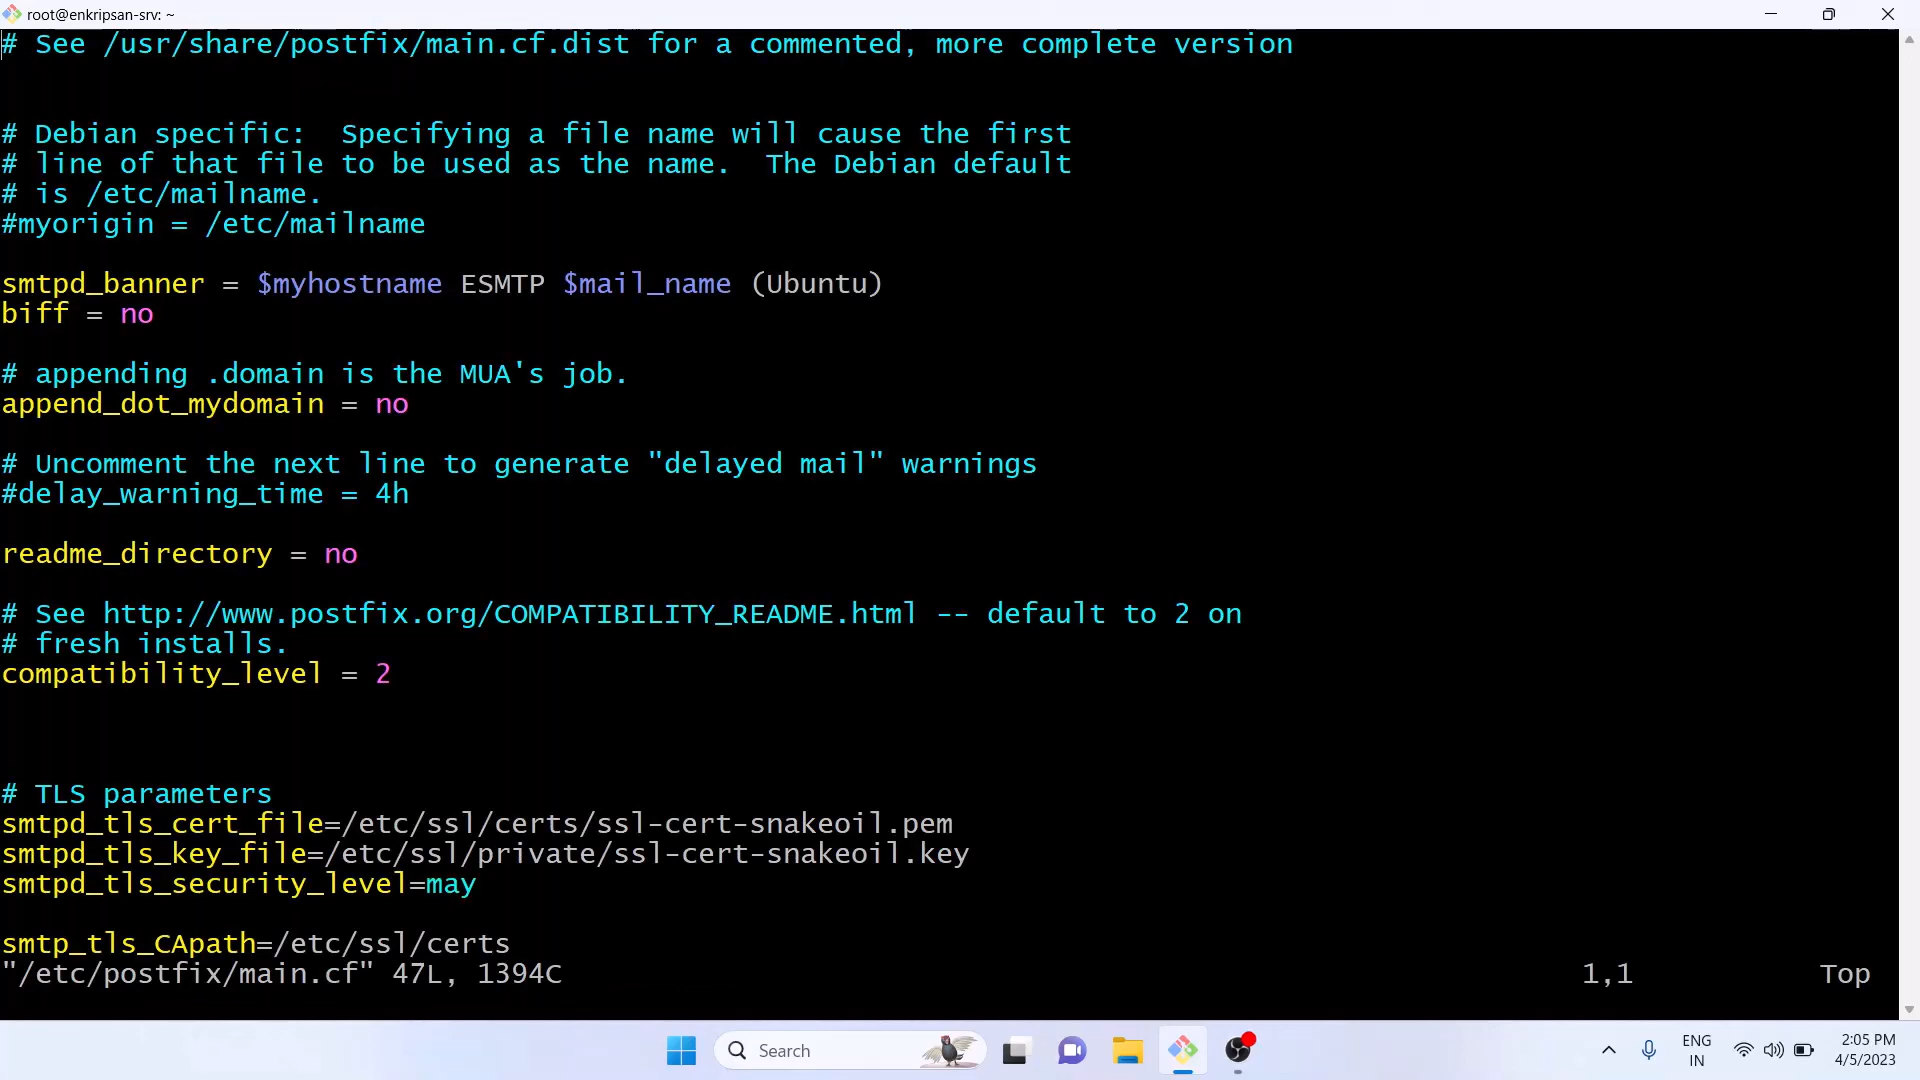 root@enkripsan-srv: ~
# See /usr/share/postfix/main.cf.dist for a commented, more complete version
# Debian specific:  Specifying a file name will cause the first
# line of that file to be used as the name.  The Debian default
# is /etc/mailname.
#myorigin = /etc/mailname
smtpd_banner = $myhostname ESMTP $mail_name (Ubuntu)
biff = no
# appending .domain is the MUA's job.
append_dot_mydomain = no
# Uncomment the next line to generate "delayed mail" warnings
#delay_warning_time = 4h
readme_directory = no
# See http://www.postfix.org/COMPATIBILITY_README.html -- default to 2 on
# fresh installs.
compatibility_level = 2
# TLS parameters
smtpd_tls_cert_file=/etc/ssl/certs/ssl-cert-snakeoil.pem
smtpd_tls_key_file=/etc/ssl/private/ssl-cert-snakeoil.key
smtpd_tls_security_level=may
smtp_tls_CApath=/etc/ssl/certs
"/etc/postfix/main.cf" 47L, 1394C 1,1 Top
Search
ENG
IN
2:05 PM
4/5/2023